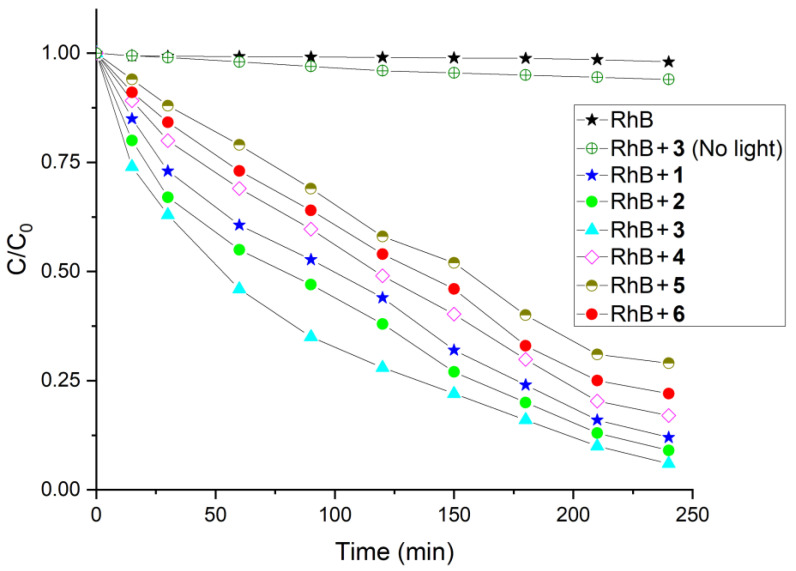 1.00
0.75
0.50
0.25
0.00
C/C₀
0
50
100
150
200
250
Time (min)
RhB
RhB + 3 (No light)
RhB + 1
RhB + 2
RhB + 3
RhB + 4
RhB + 5
RhB + 6